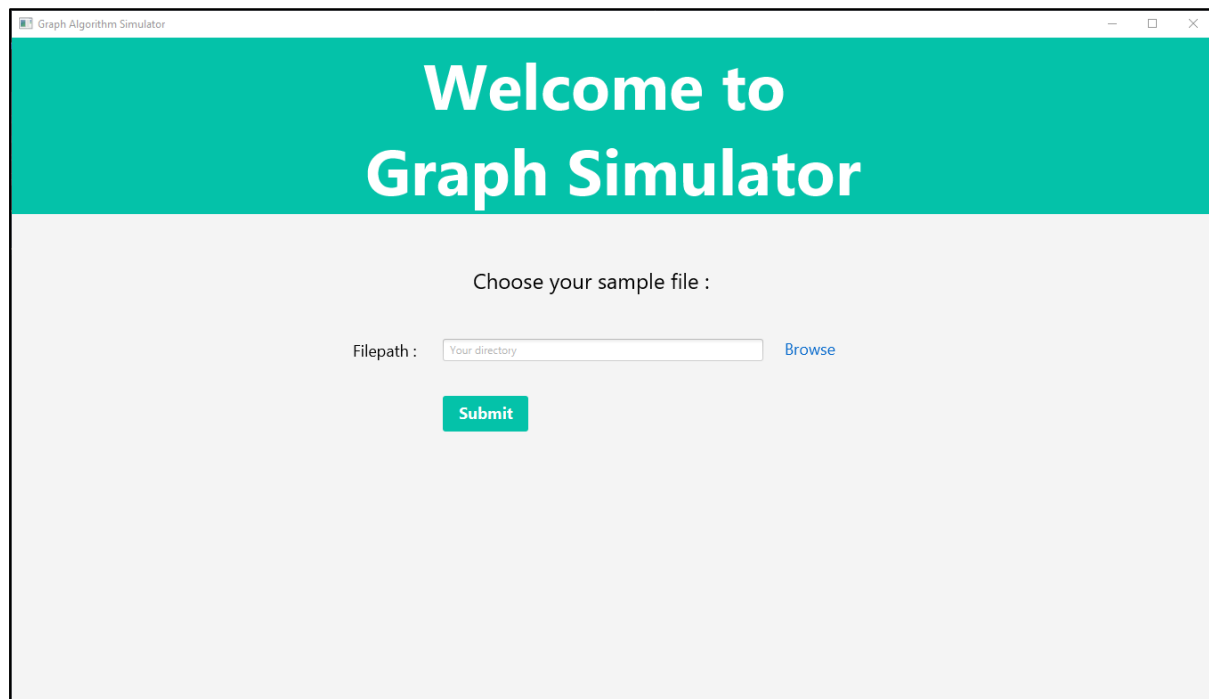 Graph Algorithm Simulator
Welcome to
Graph Simulator
Choose your sample file :
Filepath : Your directory Browse
Submit